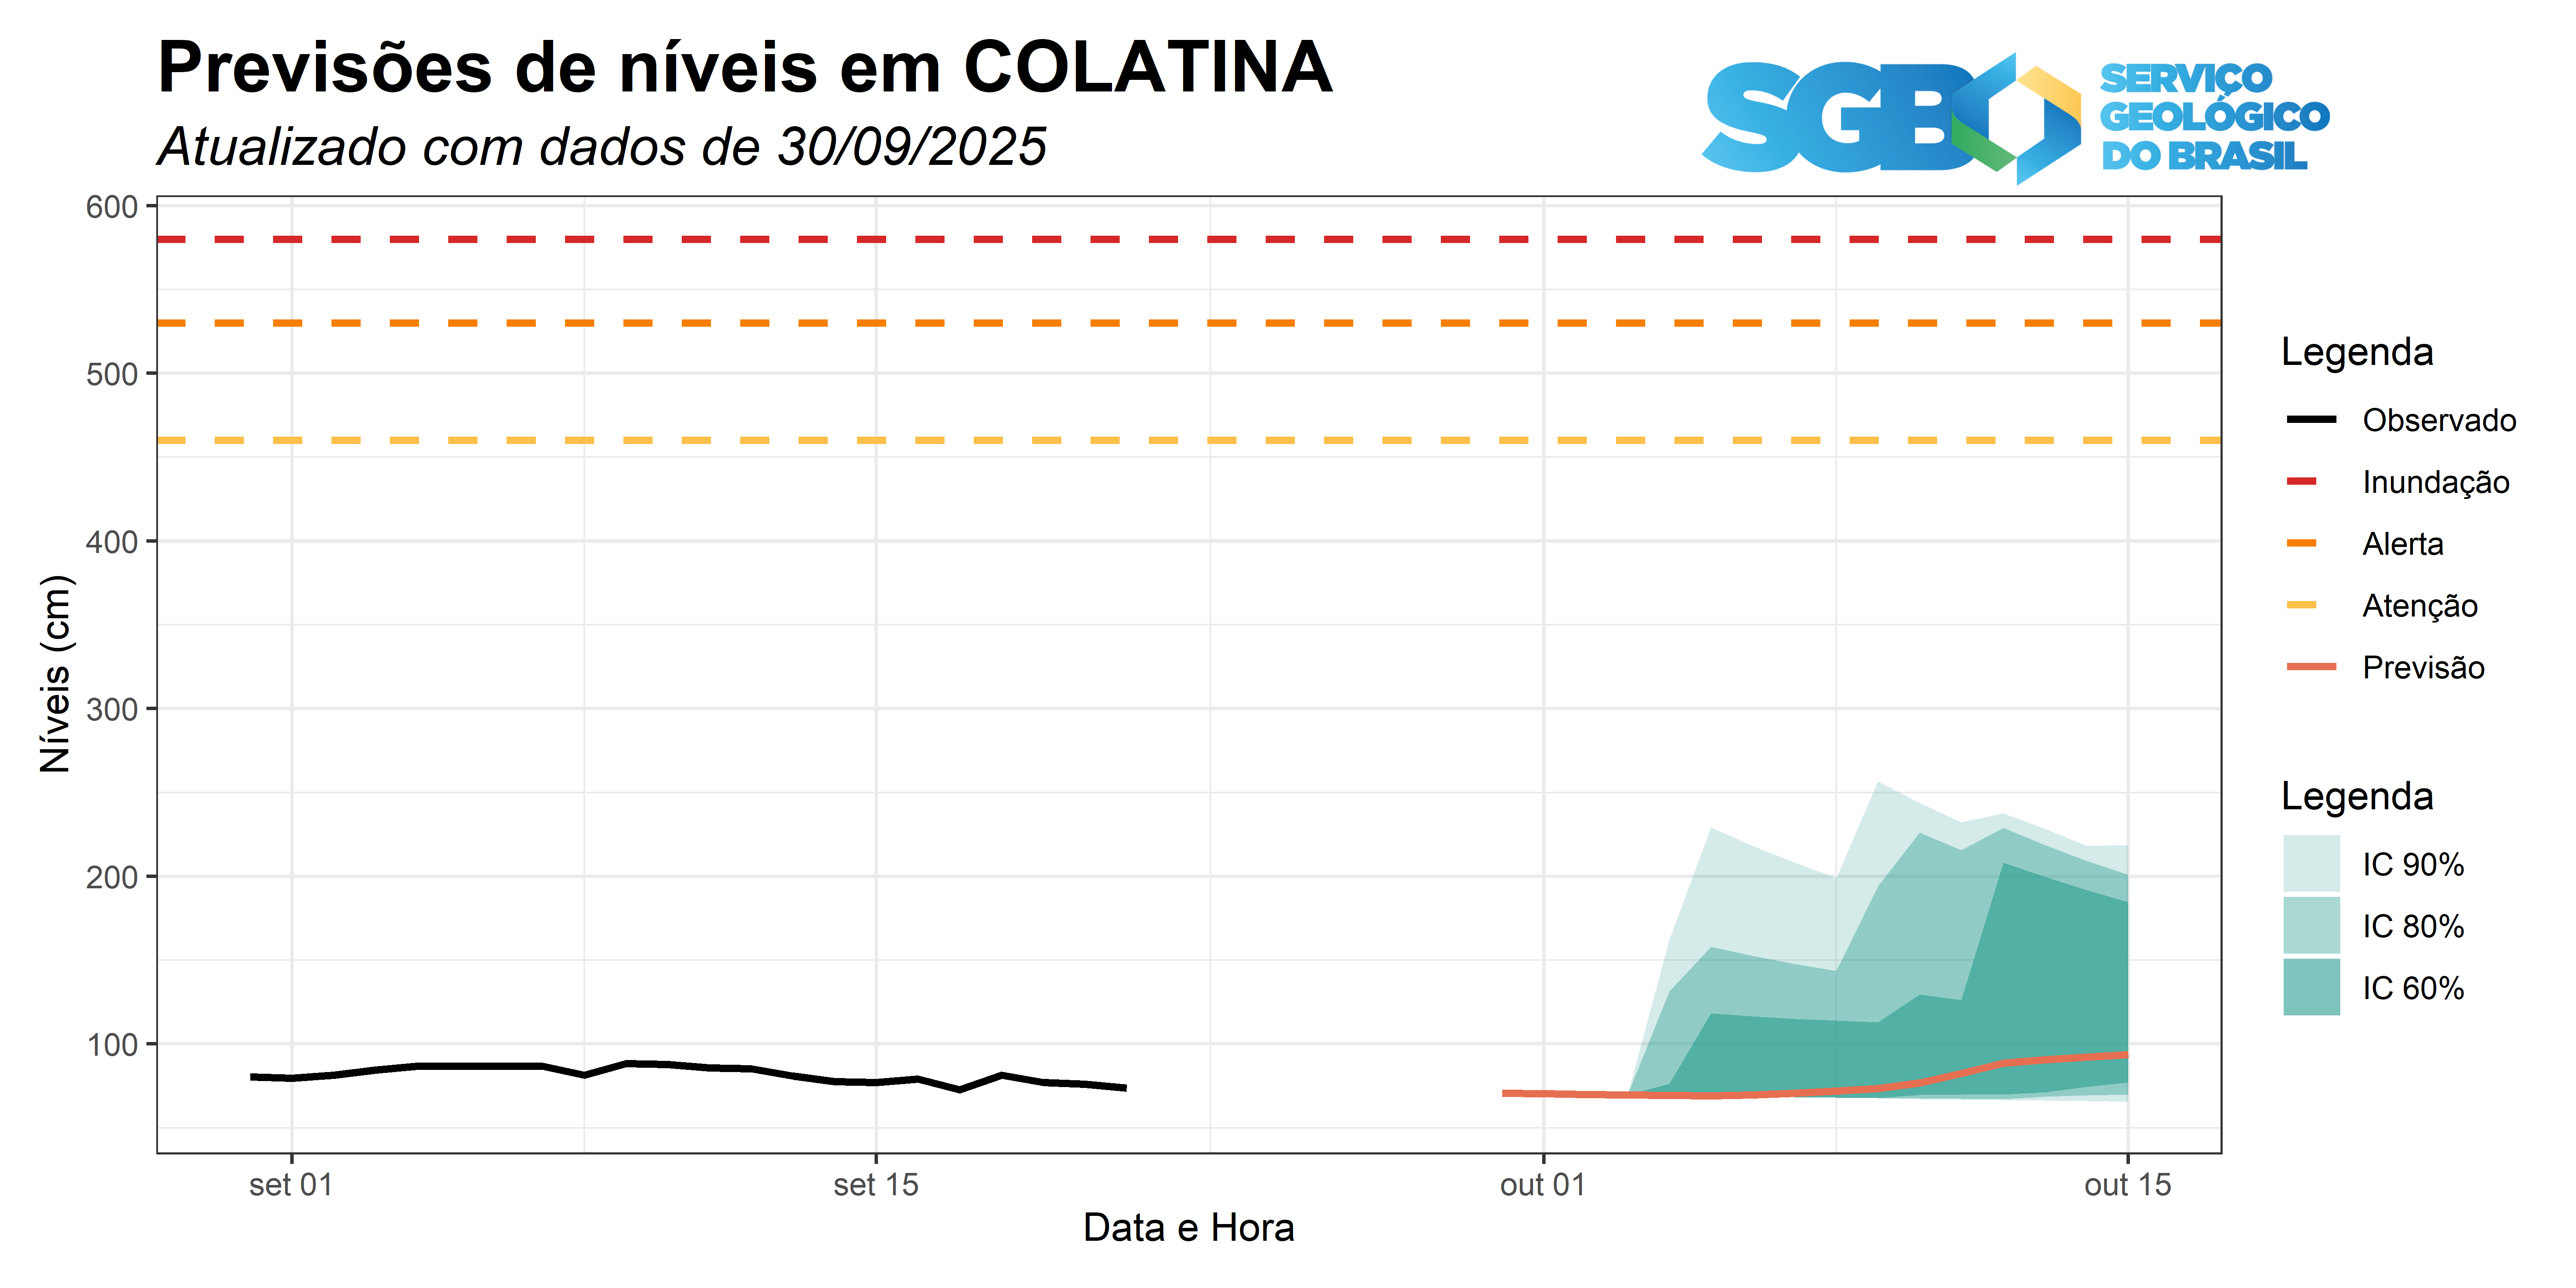 Previsões de níveis em COLATINA
Atualizado com dados de 30/09/2025
SGB
SERVIÇO
GEOLÓGICO
DO BRASIL
600
500
400
300
200
100
Níveis (cm)
set 01
set 15
out 01
out 15
Data e Hora
Legenda
Observado
Inundação
Alerta
Atenção
Previsão
Legenda
IC 90%
IC 80%
IC 60%